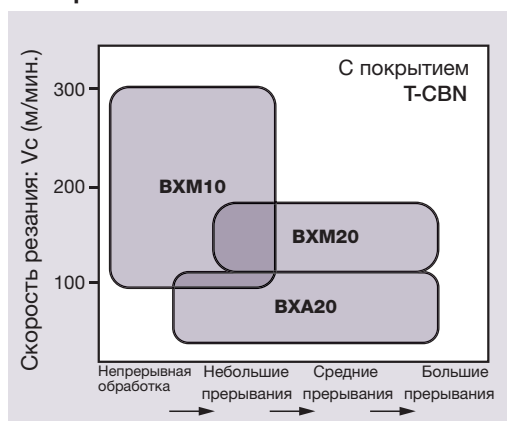 С покрытием
T-CBN
Скорость резания: Vc (м/мин.)
300
200
100
BXM10
BXM20
BXA20
Непрерывная обработка
Небольшие прерывания
Средние прерывания
Большие прерывания